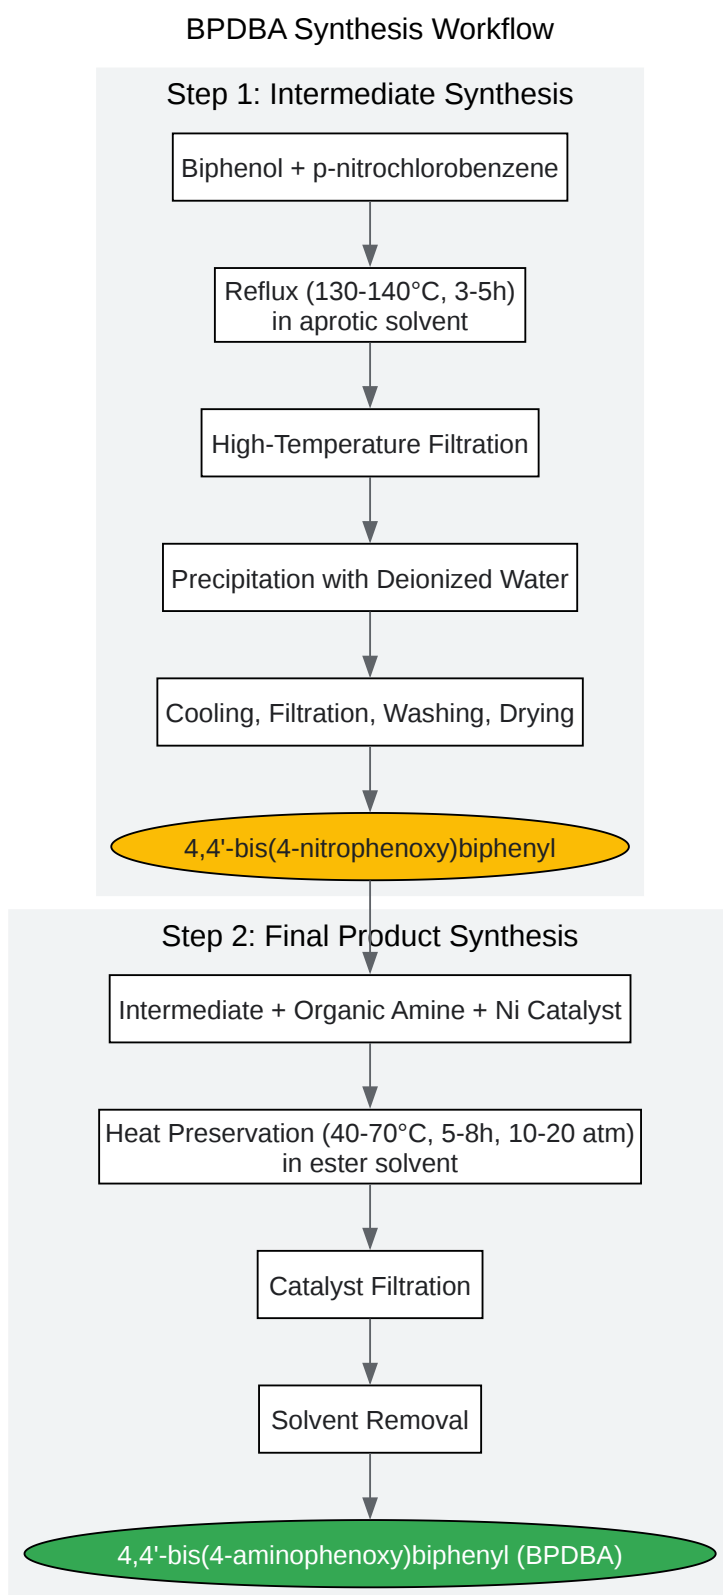 BPDBA Synthesis Workflow
Step 1: Intermediate Synthesis
Biphenol + p-nitrochlorobenzene
Reflux (130-140°C, 3-5h)
in aprotic solvent
High-Temperature Filtration
Precipitation with Deionized Water
Cooling, Filtration, Washing, Drying
4,4'-bis(4-nitrophenoxy)biphenyl
Step 2: Final Product Synthesis
Intermediate + Organic Amine + Ni Catalyst
Heat Preservation (40-70°C, 5-8h, 10-20 atm)
in ester solvent
Catalyst Filtration
Solvent Removal
4,4'-bis(4-aminophenoxy)biphenyl (BPDBA)